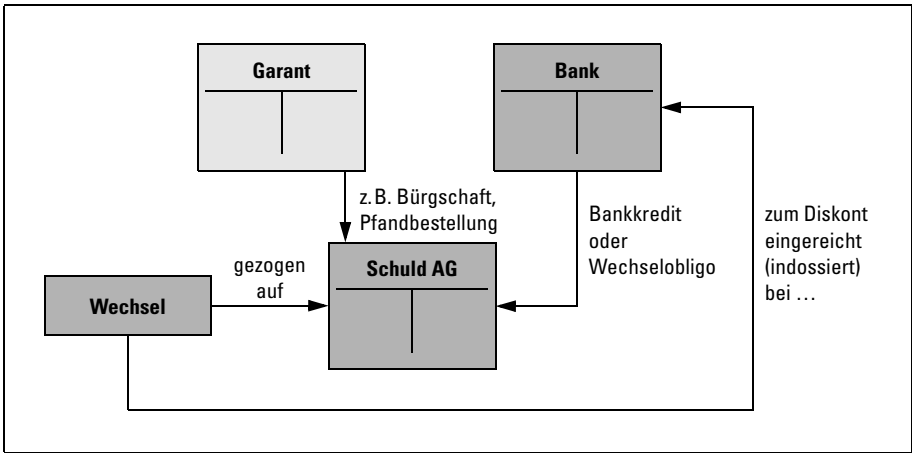 Garant
Bank
z. B. Bürgschaft,
Pfandbestellung
Bankkredit
oder
Wechselobligo
zum Diskont
eingereicht
(indossiert)
bei …
gezogen
auf
Schuld AG
Wechsel